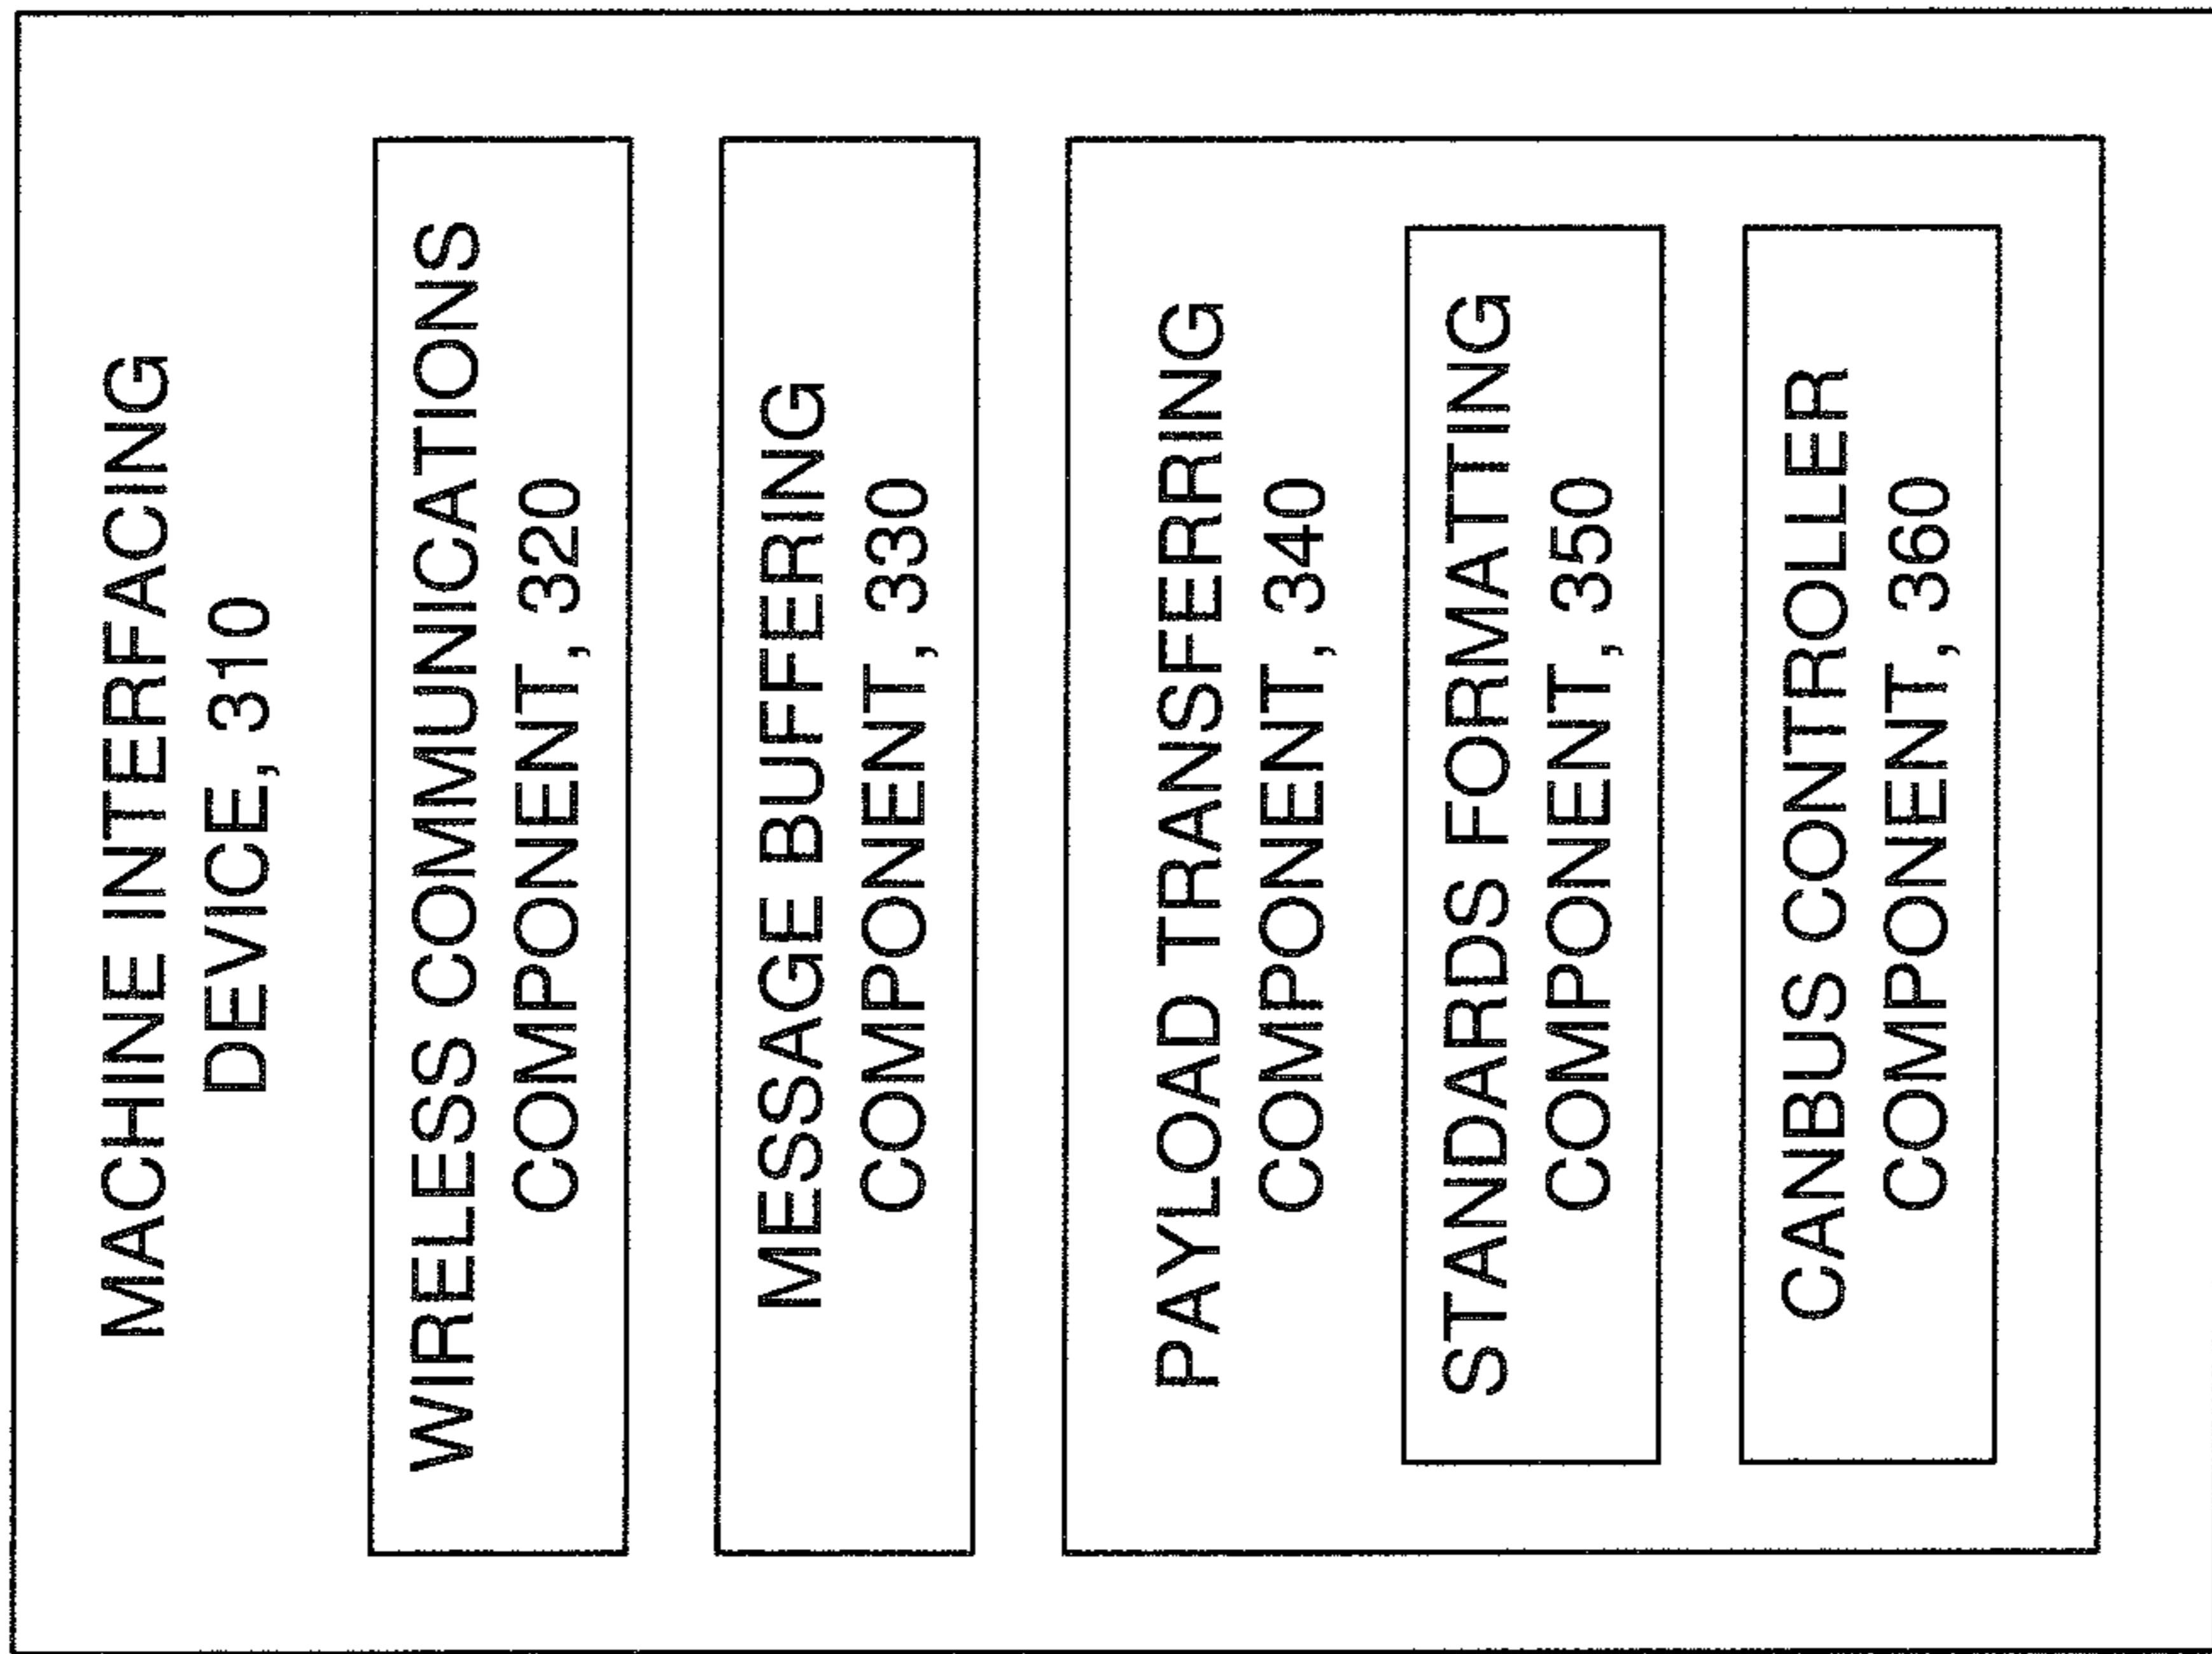 MACHINE INTERFACING
DEVICE, 310
WIRELESS COMMUNICATIONS
COMPONENT, 320
MESSAGE BUFFERING
COMPONENT, 330
PAYLOAD TRANSFERRING
COMPONENT, 340
STANDARDS FORMATTING
COMPONENT, 350
CANBUS CONTROLLER
COMPONENT, 360